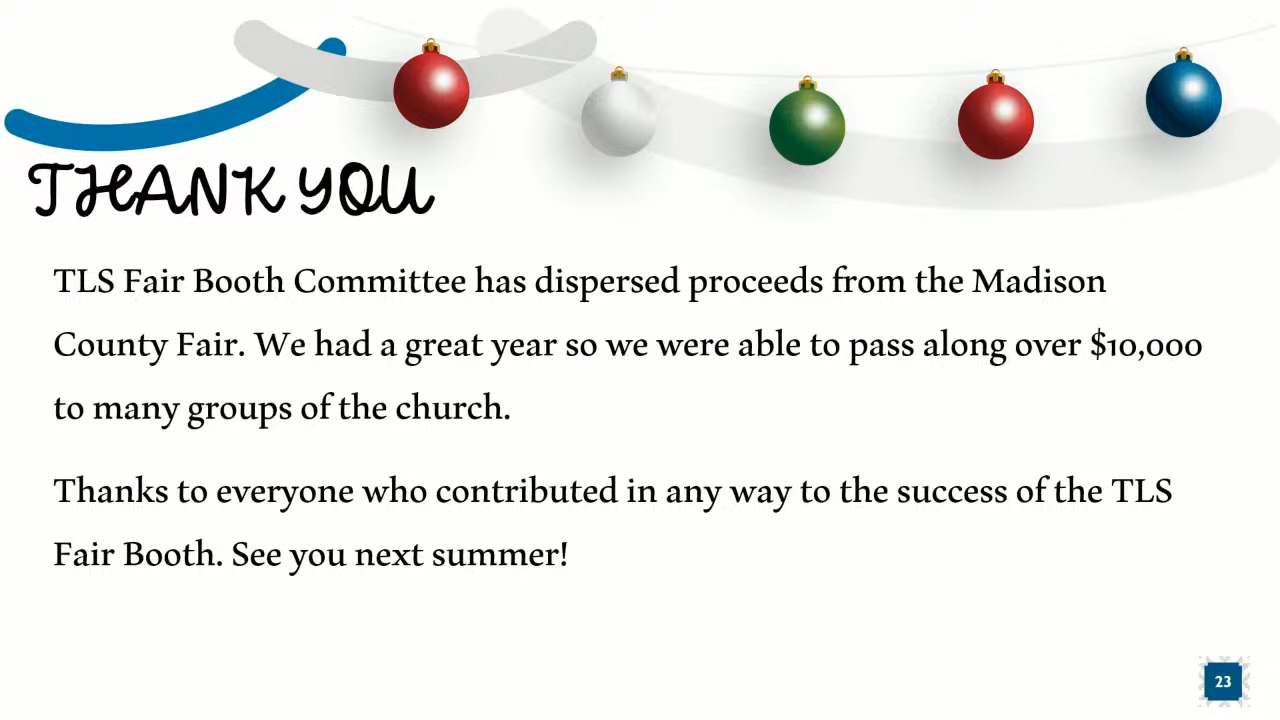 THANK YOU
TLS Fair Booth Committee has dispersed proceeds from the Madison
County Fair. We had a great year so we were able to pass along over $10,000
to many groups of the church.
Thanks to everyone who contributed in any way to the success of the TLS
Fair Booth. See you next summer!
23